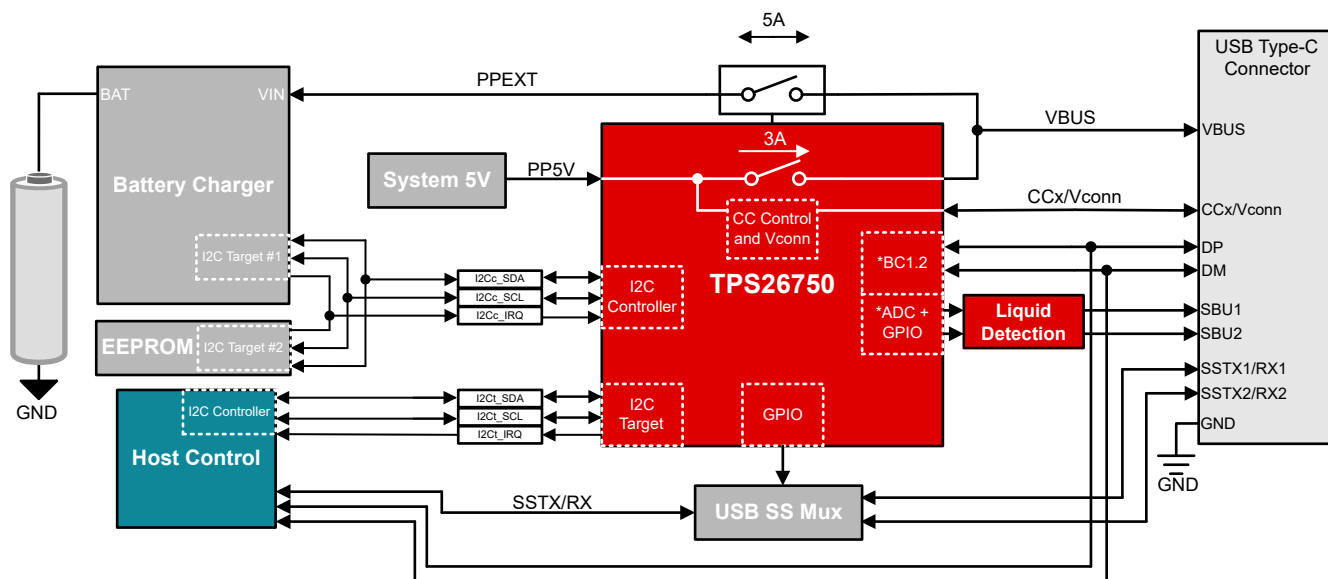 5A
USB Type-C
Connector
PPEXT
BAT
VIN
VBUS
VBUS
3A
Battery Charger
System 5V
PP5V
CCx/Vconn
CCx/Vconn
CC Control
and Vconn
I2C Target #1
DP
*BC1.2
DM
I2Cc_SDA
I2C
Controller
TPS26750
I2Cc_SCL
I2Cc_IRQ
*ADC +
GPIO
Liquid
Detection
SBU1
SBU2
EEPROM
I2C Target #2
SSTX1/RX1
SSTX2/RX2
GND
I2C Controller
I2Ct_SDA
I2Ct_SCL
I2Ct_IRQ
I2C
Target
GPIO
GND
Host Control
GND
SSTX/RX
USB SS Mux